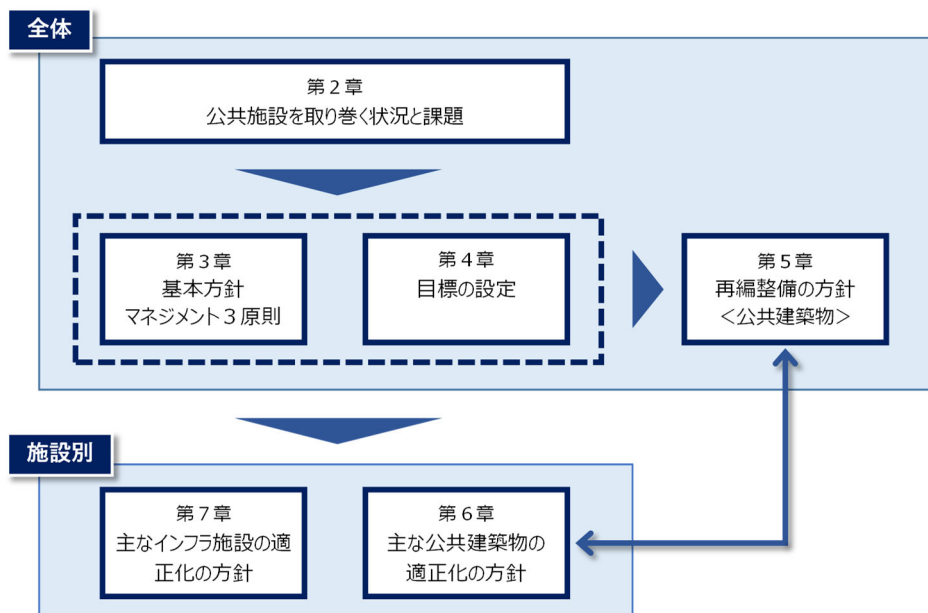 全体
第２章
公共施設を取り巻く状況と課題
第３章
基本方針
マネジメント３原則
第４章
目標の設定
第５章
再編整備の方針
＜公共建築物＞
施設別
第７章
主なインフラ施設の適
正化の方針
第６章
主な公共建築物の
適正化の方針